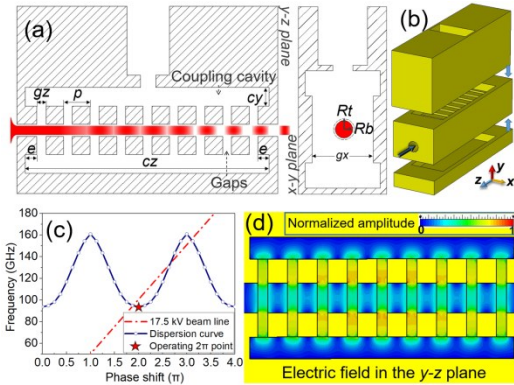 (a)
y-z plane
gz
p
Coupling cavity
cy
e
cz
e
Gaps
x-y plane
Rt
Rb
gx
(b)
y
z
x
(c)
Frequency (GHz)
180
160
140
120
100
80
60
17.5 kV beam line
Dispersion curve
Operating 2π point
0.0 0.5 1.0 1.5 2.0 2.5 3.0 3.5 4.0
Phase shift (π)
(d)
Normalized amplitude
0 1
Electric field in the y-z plane